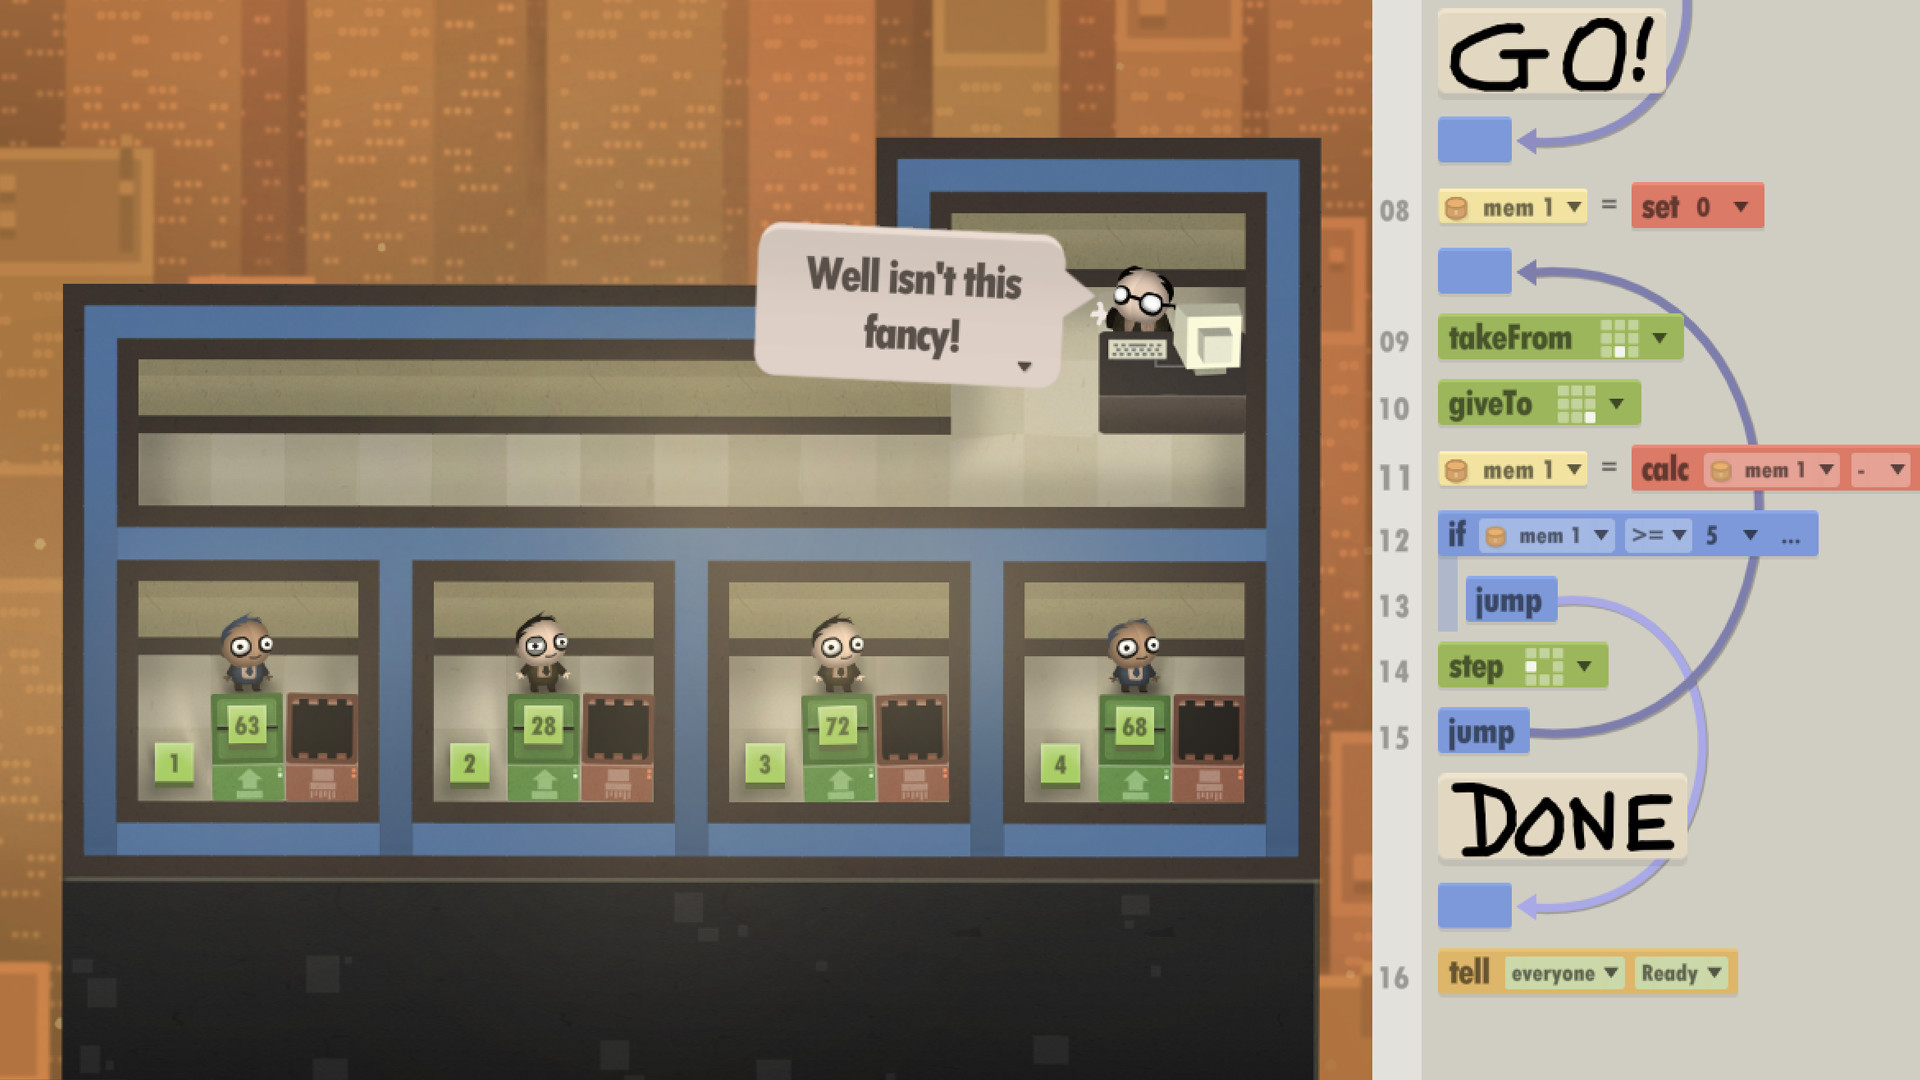 Well isn't this
fancy!
63
1
28
2
72
3
68
4
GO!
08 mem 1 = set 0
09 takeFrom
10 giveTo
11 mem 1 = calc mem 1 -
12 if mem 1 >= 5 ...
13 jump
14 step
15 jump
DONE
16 tell everyone Ready